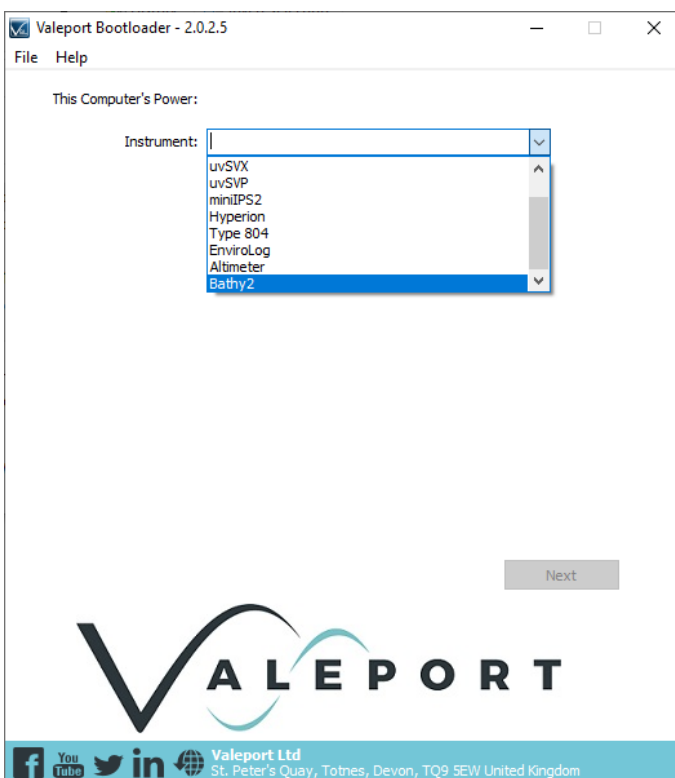 Valeport Bootloader - 2.0.2.5
File Help
This Computer's Power:
Instrument:
uvSVX
uvSVP
miniIPS2
Hyperion
Type 804
EnviroLog
Altimeter
Bathy2
Next
VALEPORT
f You Tube in Valeport Ltd
St. Peter's Quay, Totnes, Devon, TQ9 5EW United Kingdom